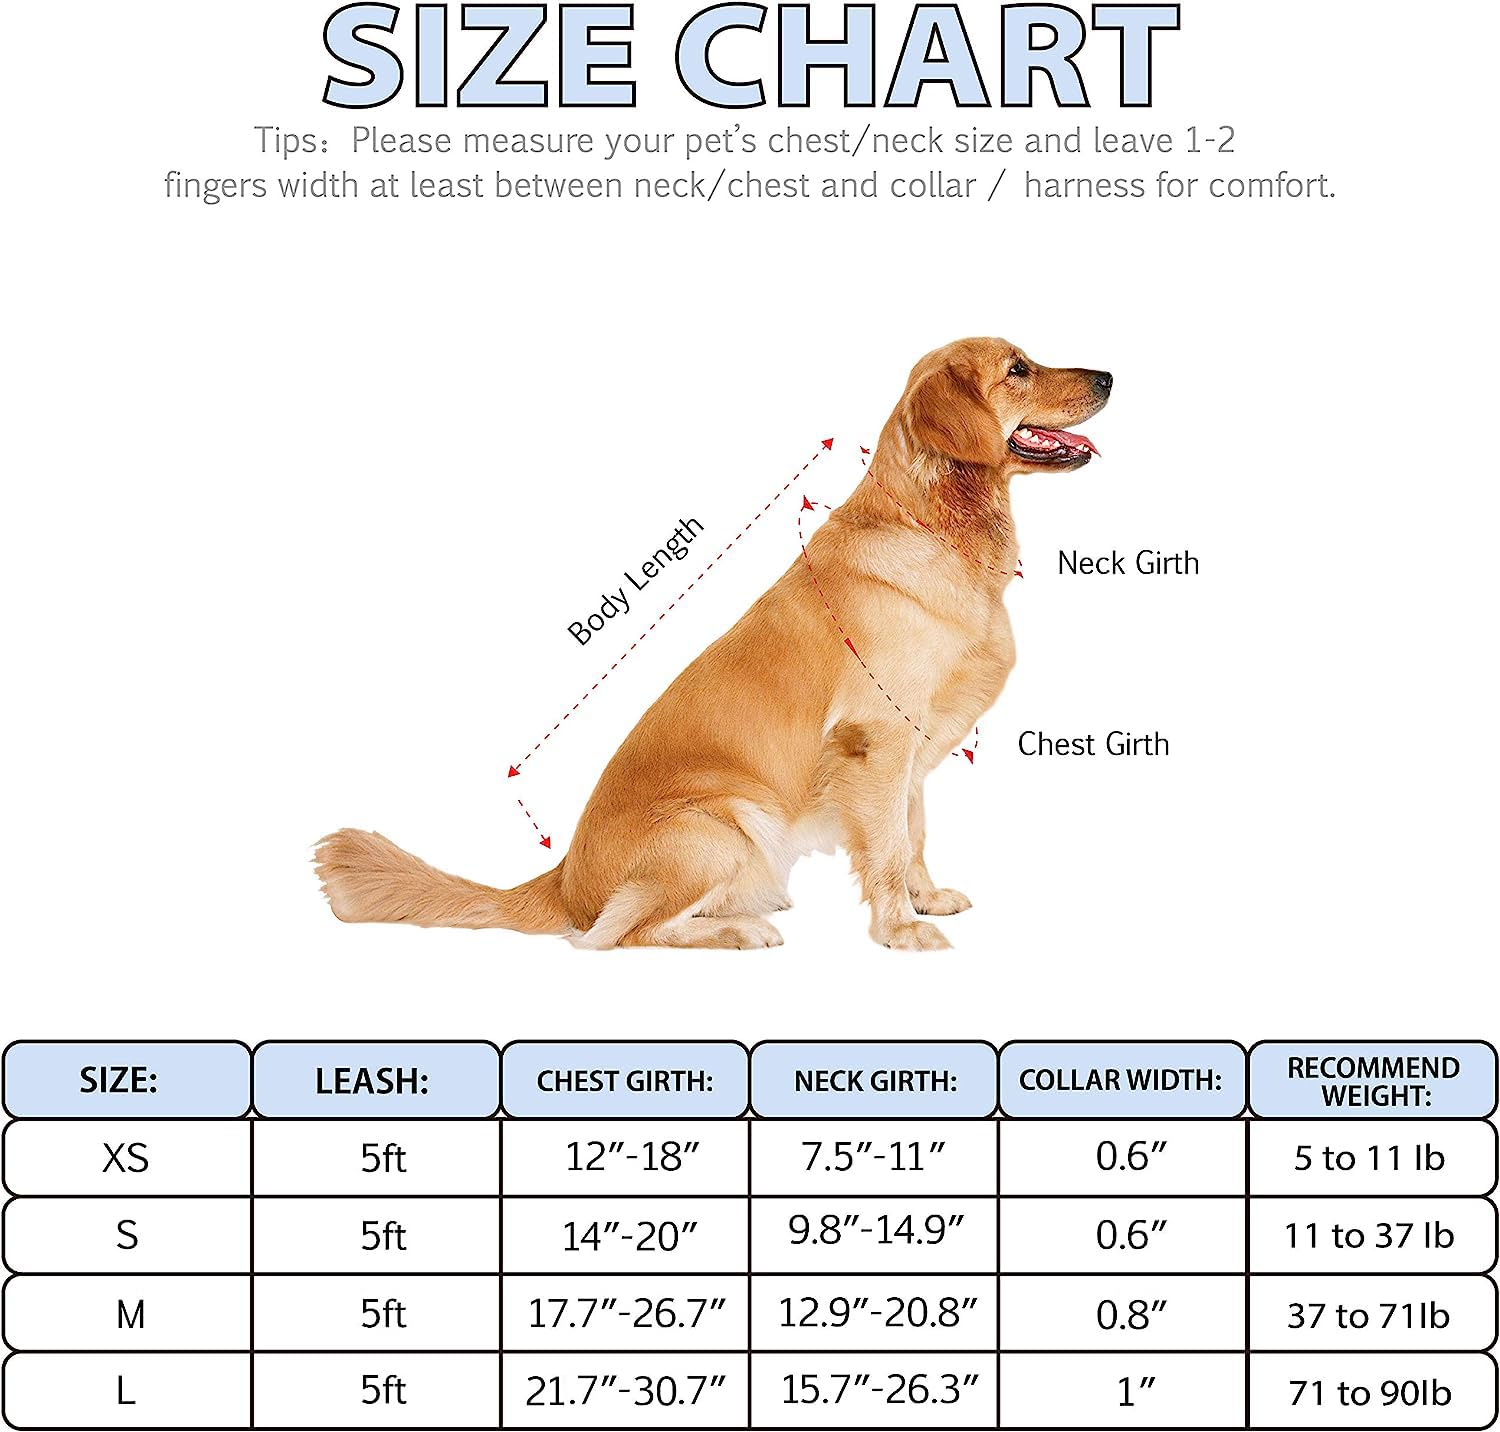 SIZE CHART
Tips：Please measure your pet’s chest/neck size and leave 1-2
fingers width at least between neck/chest and collar / harness for comfort.
Body Length
Neck Girth
Chest Girth
SIZE: LEASH: CHEST GIRTH: NECK GIRTH: COLLAR WIDTH: RECOMMEND WEIGHT:
XS 5ft 12”-18” 7.5”-11” 0.6” 5 to 11 lb
S 5ft 14”-20” 9.8”-14.9” 0.6” 11 to 37 lb
M 5ft 17.7”-26.7” 12.9”-20.8” 0.8” 37 to 71lb
L 5ft 21.7”-30.7” 15.7”-26.3” 1” 71 to 90lb